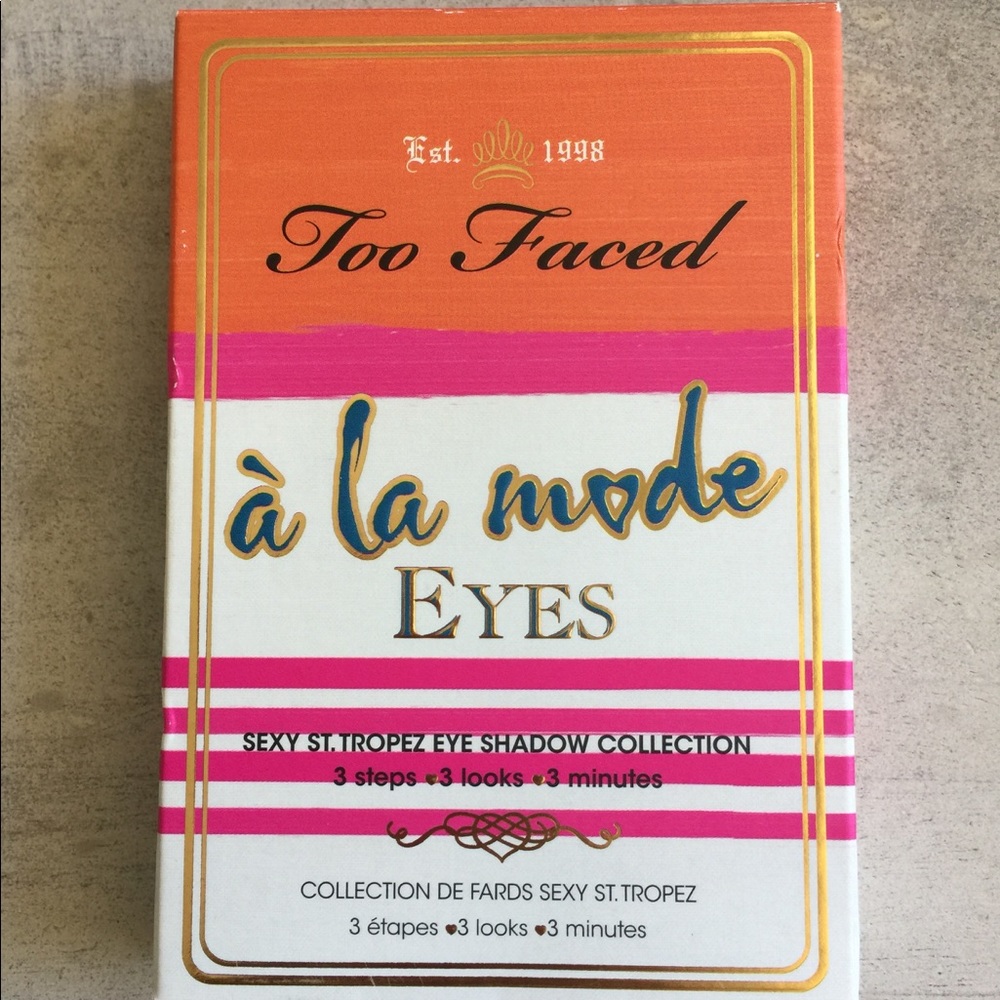 Est. 1998
Too Faced
à la mode
EYES
SEXY ST. TROPEZ EYE SHADOW COLLECTION
3 steps ♥ 3 looks ♥ 3 minutes
COLLECTION DE FARDS SEXY ST. TROPEZ
3 étapes ♥ 3 looks ♥ 3 minutes